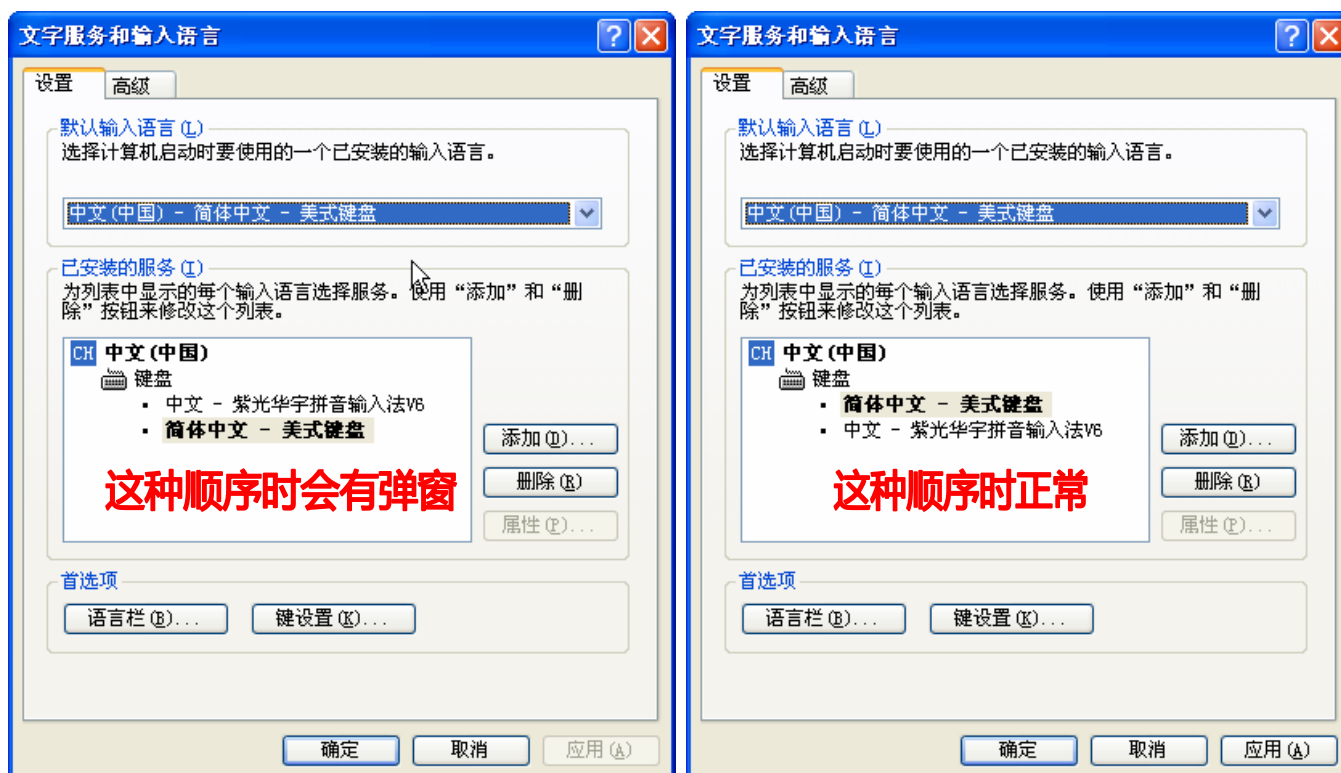 文字服务和输入语言
设置
高级
默认输入语言(L)
选择计算机启动时要使用的一个已安装的输入语言。
中文(中国) - 简体中文 - 美式键盘
已安装的服务(I)
为列表中显示的每个输入语言选择服务。使用“添加”和“删
除”按钮来修改这个列表。
CH 中文(中国)
键盘
· 中文 - 紫光华宇拼音输入法V6
· 简体中文 - 美式键盘
这种顺序时会有弹窗
添加(D)...
删除(R)
属性(P)...
首选项
语言栏(B)...
键设置(K)...
确定
取消
应用(A)
文字服务和输入语言
设置
高级
默认输入语言(L)
选择计算机启动时要使用的一个已安装的输入语言。
中文(中国) - 简体中文 - 美式键盘
已安装的服务(I)
为列表中显示的每个输入语言选择服务。使用“添加”和“删
除”按钮来修改这个列表。
CH 中文(中国)
键盘
· 简体中文 - 美式键盘
· 中文 - 紫光华宇拼音输入法V6
这种顺序时正常
添加(D)...
删除(R)
属性(P)...
首选项
语言栏(B)...
键设置(K)...
确定
取消
应用(A)